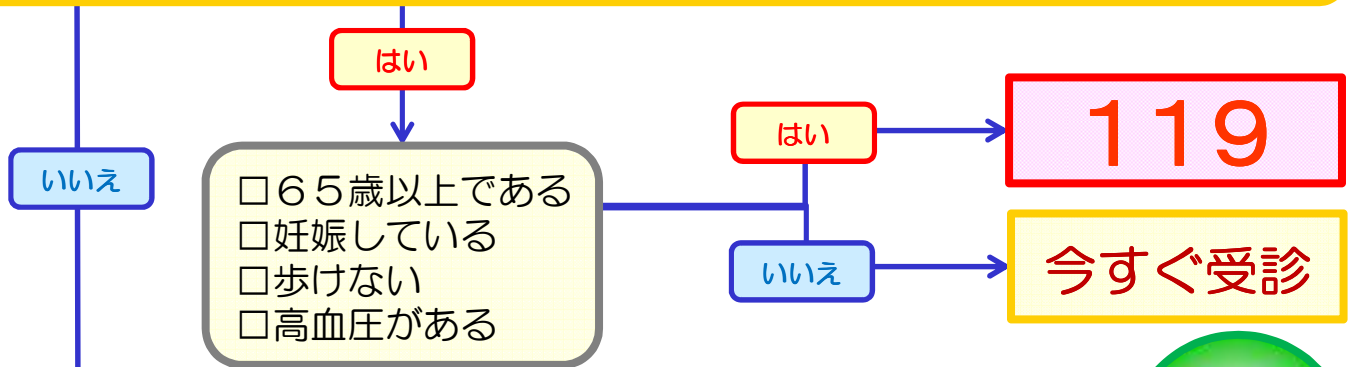 はい
はい
119
いいえ
□６５歳以上である
□妊娠している
□歩けない
□高血圧がある
いいえ
今すぐ受診